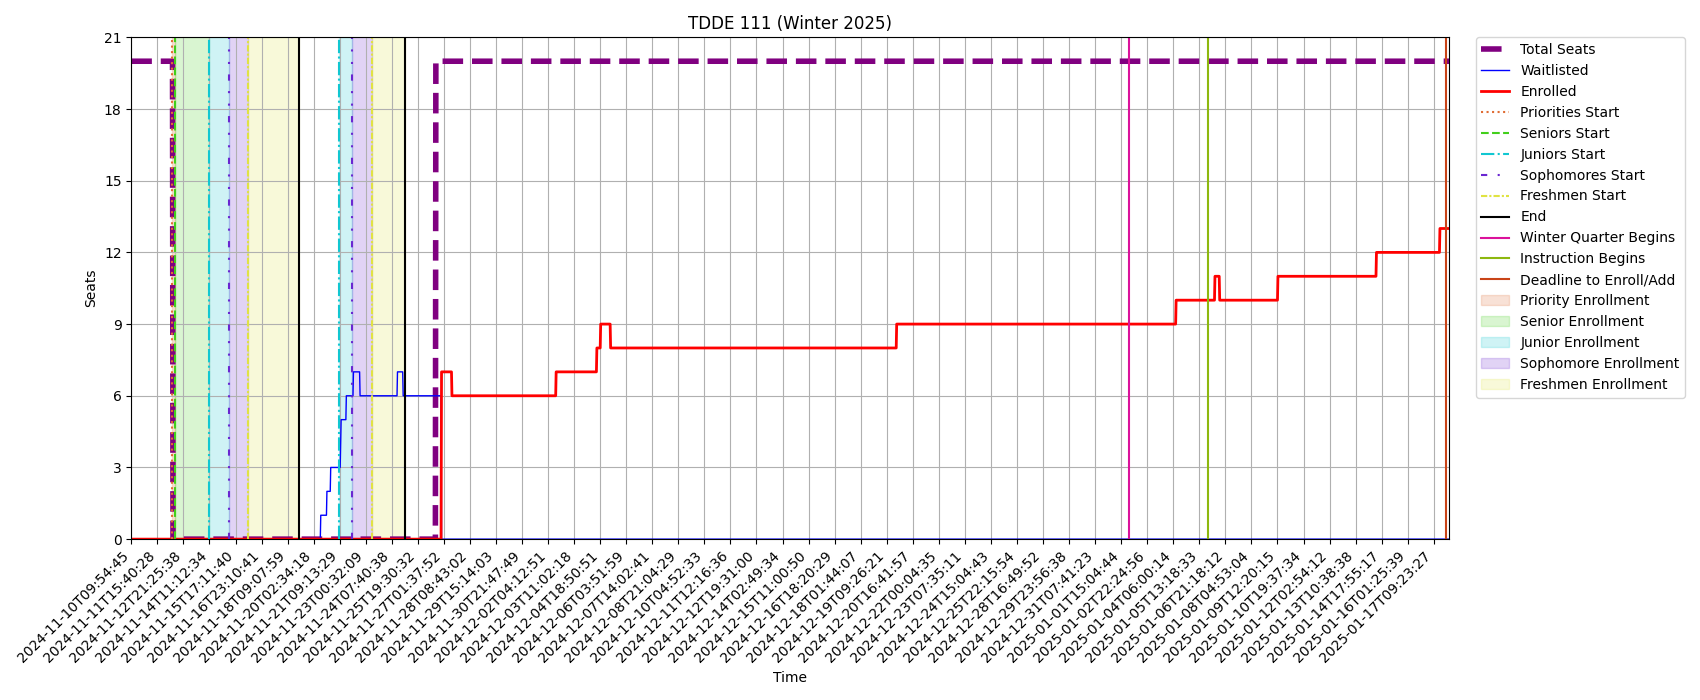 TDDE 111 (Winter 2025)
21
18
15
12
9
6
3
0
Seats
2024-11-10T09:54:45
2024-11-11T15:40:28
2024-11-12T21:25:38
2024-11-14T11:12:34
2024-11-15T17:11:40
2024-11-16T23:10:41
2024-11-18T09:07:59
2024-11-20T02:34:18
2024-11-21T09:13:29
2024-11-23T00:32:09
2024-11-24T07:40:38
2024-11-25T19:30:32
2024-11-27T01:37:52
2024-11-28T08:43:02
2024-11-29T15:14:03
2024-11-30T21:47:49
2024-12-02T04:12:51
2024-12-03T11:02:18
2024-12-04T18:50:51
2024-12-06T03:51:59
2024-12-07T14:02:41
2024-12-08T21:04:29
2024-12-10T04:52:33
2024-12-11T12:16:36
2024-12-12T19:31:00
2024-12-14T02:49:34
2024-12-15T11:00:50
2024-12-16T18:20:29
2024-12-18T01:44:07
2024-12-19T09:26:21
2024-12-20T16:41:57
2024-12-22T00:04:35
2024-12-23T07:35:11
2024-12-24T15:04:43
2024-12-25T22:15:54
2024-12-28T16:49:52
2024-12-29T23:56:38
2024-12-31T07:41:23
2025-01-01T15:04:44
2025-01-02T22:24:56
2025-01-04T06:00:14
2025-01-05T13:18:33
2025-01-06T21:18:12
2025-01-08T04:53:04
2025-01-09T12:20:15
2025-01-10T19:37:34
2025-01-12T02:54:12
2025-01-13T10:38:38
2025-01-14T17:55:17
2025-01-16T01:25:39
2025-01-17T09:23:27
Time
Total Seats
Waitlisted
Enrolled
Priorities Start
Seniors Start
Juniors Start
Sophomores Start
Freshmen Start
End
Winter Quarter Begins
Instruction Begins
Deadline to Enroll/Add
Priority Enrollment
Senior Enrollment
Junior Enrollment
Sophomore Enrollment
Freshmen Enrollment